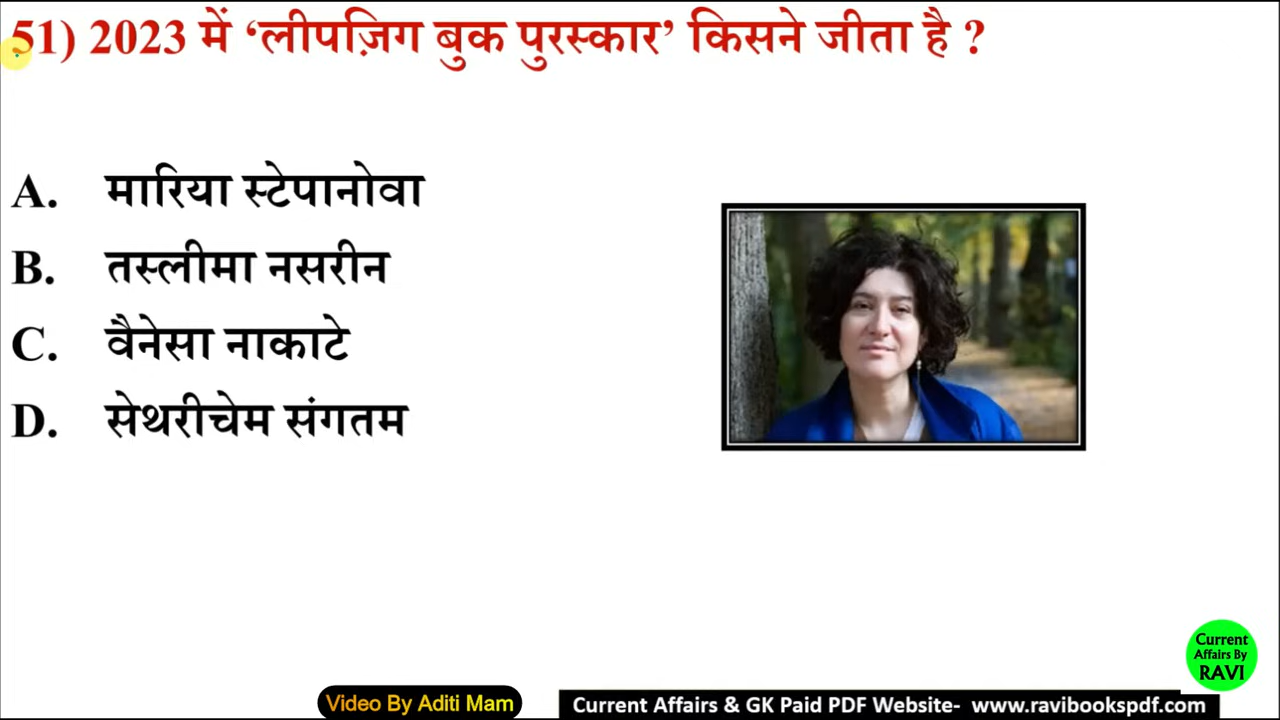 51) 2023 में ‘लीपज़िग बुक पुरस्कार’ किसने जीता है ?
A. मारिया स्टेपानोवा
B. तस्लीमा नसरीन
C. वैनेसा नाकाटे
D. सेथरीचेम संगतम
Current
Affairs By
RAVI
Video By Aditi Mam
Current Affairs & GK Paid PDF Website- www.ravibookspdf.com